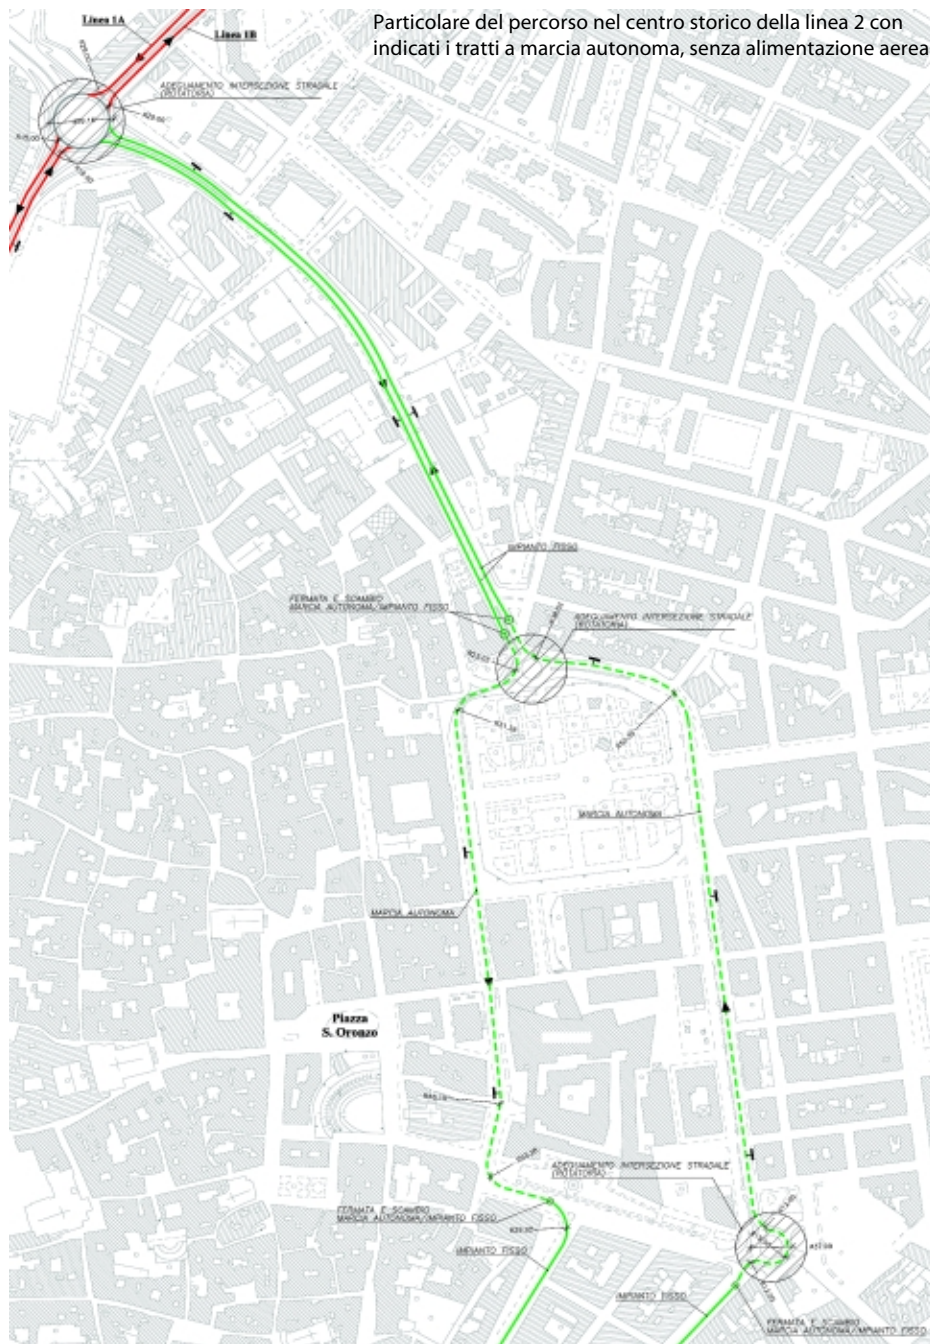 Particolare del percorso nel centro storico della linea 2 con
indicati i tratti a marcia autonoma, senza alimentazione aerea
Linea 1A
Linea 1B
ADEGUAMENTO INTERSEZIONE STRADALE
(ROTATORIA)
IMPIANTO FISSO
FERMATA E SCAMBIO
MARCIA AUTONOMA/IMPIANTO FISSO
ADEGUAMENTO INTERSEZIONE STRADALE
(ROTATORIA)
MARCIA AUTONOMA
MARCIA AUTONOMA
Piazza
S. Oronzo
ADEGUAMENTO INTERSEZIONE STRADALE
(ROTATORIA)
FERMATA E SCAMBIO
MARCIA AUTONOMA/IMPIANTO FISSO
IMPIANTO FISSO
IMPIANTO FISSO
FERMATA E SCAMBIO
MARCIA AUTONOMA/IMPIANTO FISSO